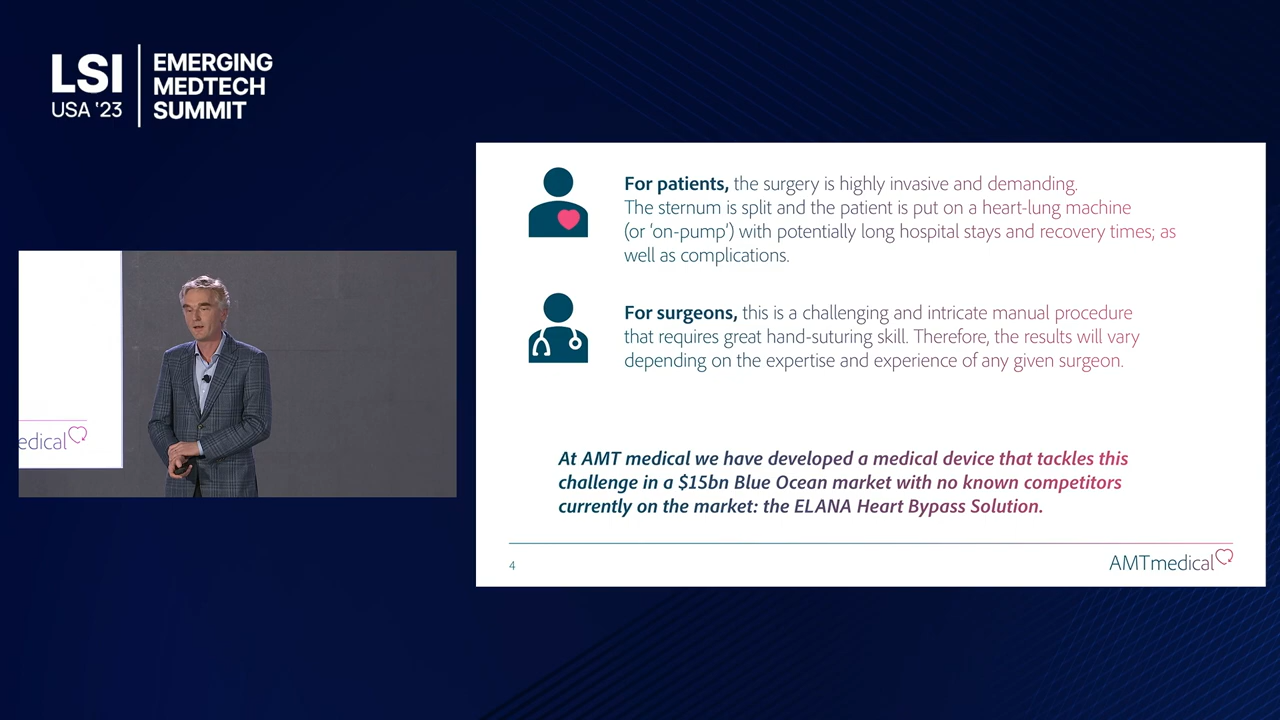 LSI
USA '23
EMERGING
MEDTECH
SUMMIT
For patients, the surgery is highly invasive and demanding.
The sternum is split and the patient is put on a heart-lung machine
(or 'on-pump') with potentially long hospital stays and recovery times; as
well as complications.
For surgeons, this is a challenging and intricate manual procedure
that requires great hand-suturing skill. Therefore, the results will vary
depending on the expertise and experience of any given surgeon.
At AMT medical we have developed a medical device that tackles this
challenge in a $15bn Blue Ocean market with no known competitors
currently on the market: the ELANA Heart Bypass Solution.
4
AMTmedical
edical